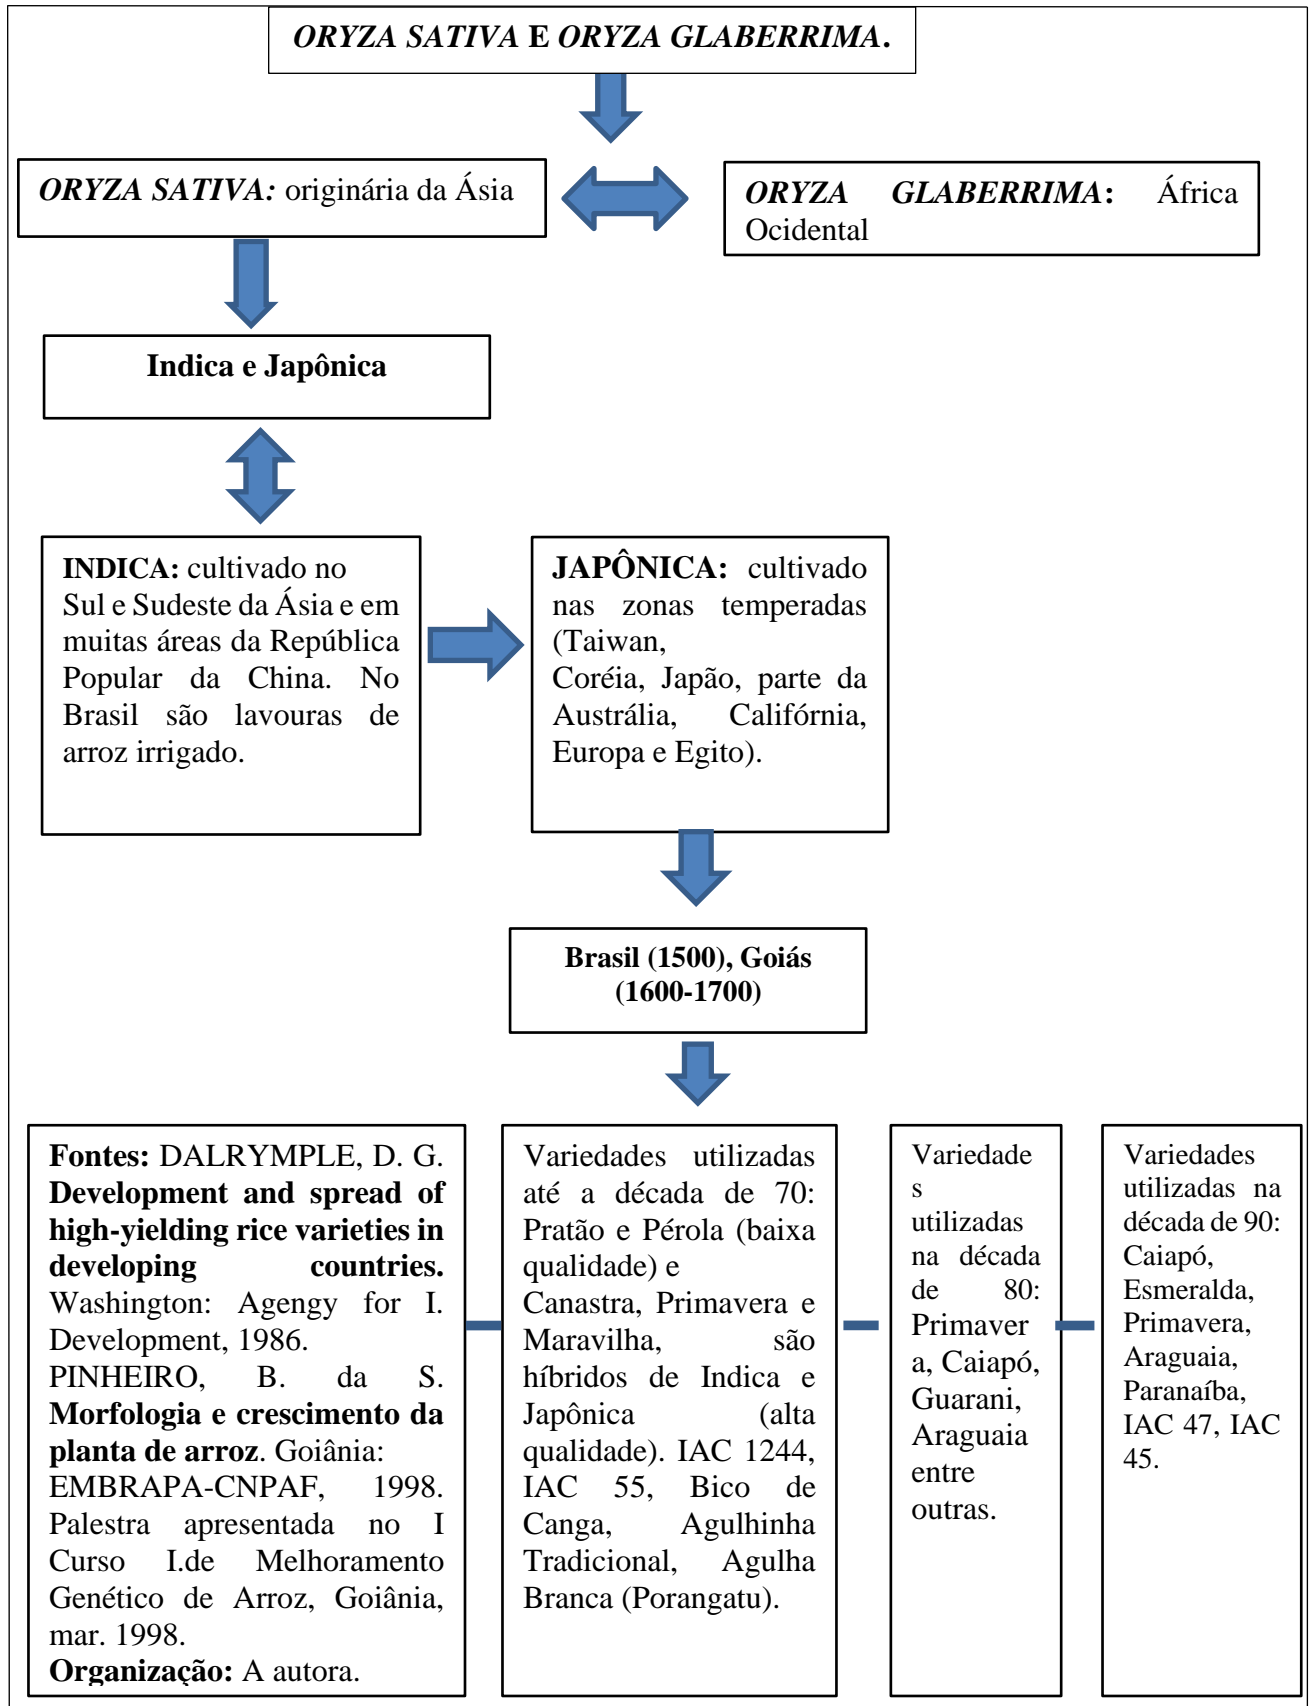 ORYZA SATIVA E ORYZA GLABERRIMA.
ORYZA SATIVA: originária da Ásia
ORYZA GLABERRIMA: África
Ocidental
Indica e Japônica
INDICA: cultivado no
Sul e Sudeste da Ásia e em
muitas áreas da República
Popular da China. No
Brasil são lavouras de
arroz irrigado.
JAPÔNICA: cultivado
nas zonas temperadas
(Taiwan,
Coréia, Japão, parte da
Austrália, Califórnia,
Europa e Egito).
Brasil (1500), Goiás
(1600-1700)
Fontes: DALRYMPLE, D. G.
Development and spread of
high-yielding rice varieties in
developing countries.
Washington: Agengy for I.
Development, 1986.
PINHEIRO, B. da S.
Morfologia e crescimento da
planta de arroz. Goiânia:
EMBRAPA-CNPAF, 1998.
Palestra apresentada no I
Curso I.de Melhoramento
Genético de Arroz, Goiânia,
mar. 1998.
Organização: A autora.
Variedades utilizadas
até a década de 70:
Pratão e Pérola (baixa
qualidade) e
Canastra, Primavera e
Maravilha, são
híbridos de Indica e
Japônica (alta
qualidade). IAC 1244,
IAC 55, Bico de
Canga, Agulhinha
Tradicional, Agulha
Branca (Porangatu).
Variedade
s
utilizadas
na década
de 80:
Primaver
a, Caiapó,
Guarani,
Araguaia
entre
outras.
Variedades
utilizadas na
década de 90:
Caiapó,
Esmeralda,
Primavera,
Araguaia,
Paranaíba,
IAC 47, IAC
45.